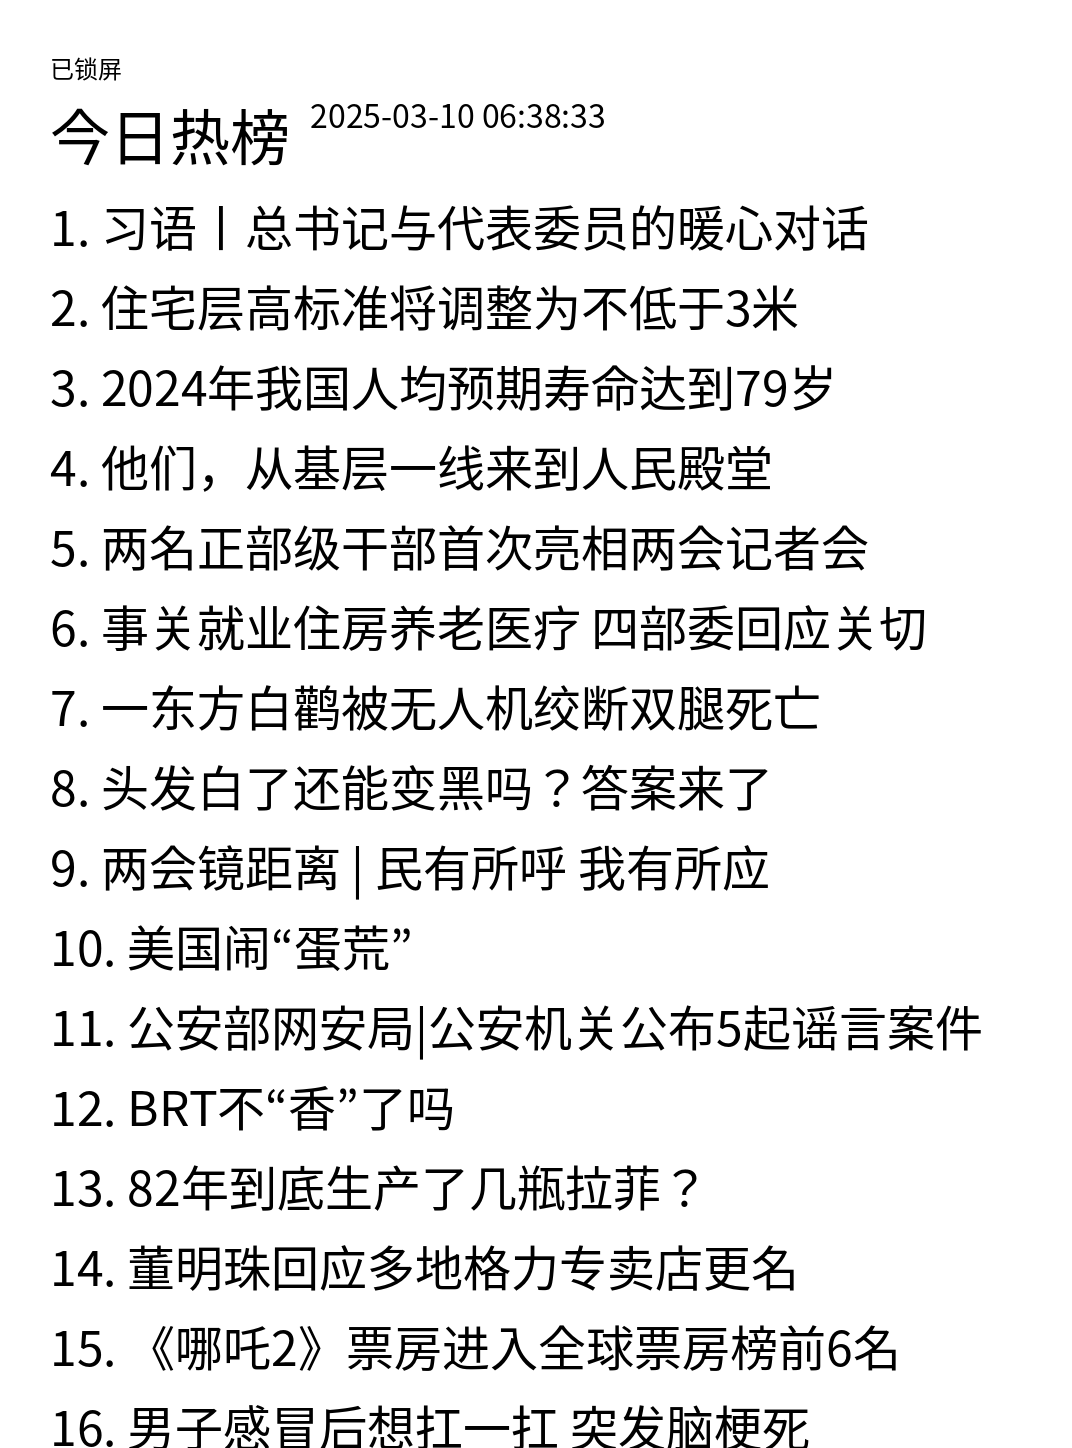 已锁屏
今日热榜 2025-03-10 06:38:33
1. 习语丨总书记与代表委员的暖心对话
2. 住宅层高标准将调整为不低于3米
3. 2024年我国人均预期寿命达到79岁
4. 他们，从基层一线来到人民殿堂
5. 两名正部级干部首次亮相两会记者会
6. 事关就业住房养老医疗 四部委回应关切
7. 一东方白鹳被无人机绞断双腿死亡
8. 头发白了还能变黑吗？答案来了
9. 两会镜距离 | 民有所呼 我有所应
10. 美国闹“蛋荒”
11. 公安部网安局|公安机关公布5起谣言案件
12. BRT不“香”了吗
13. 82年到底生产了几瓶拉菲？
14. 董明珠回应多地格力专卖店更名
15. 《哪吒2》票房进入全球票房榜前6名
16. 男子感冒后想扛一扛 突发脑梗死